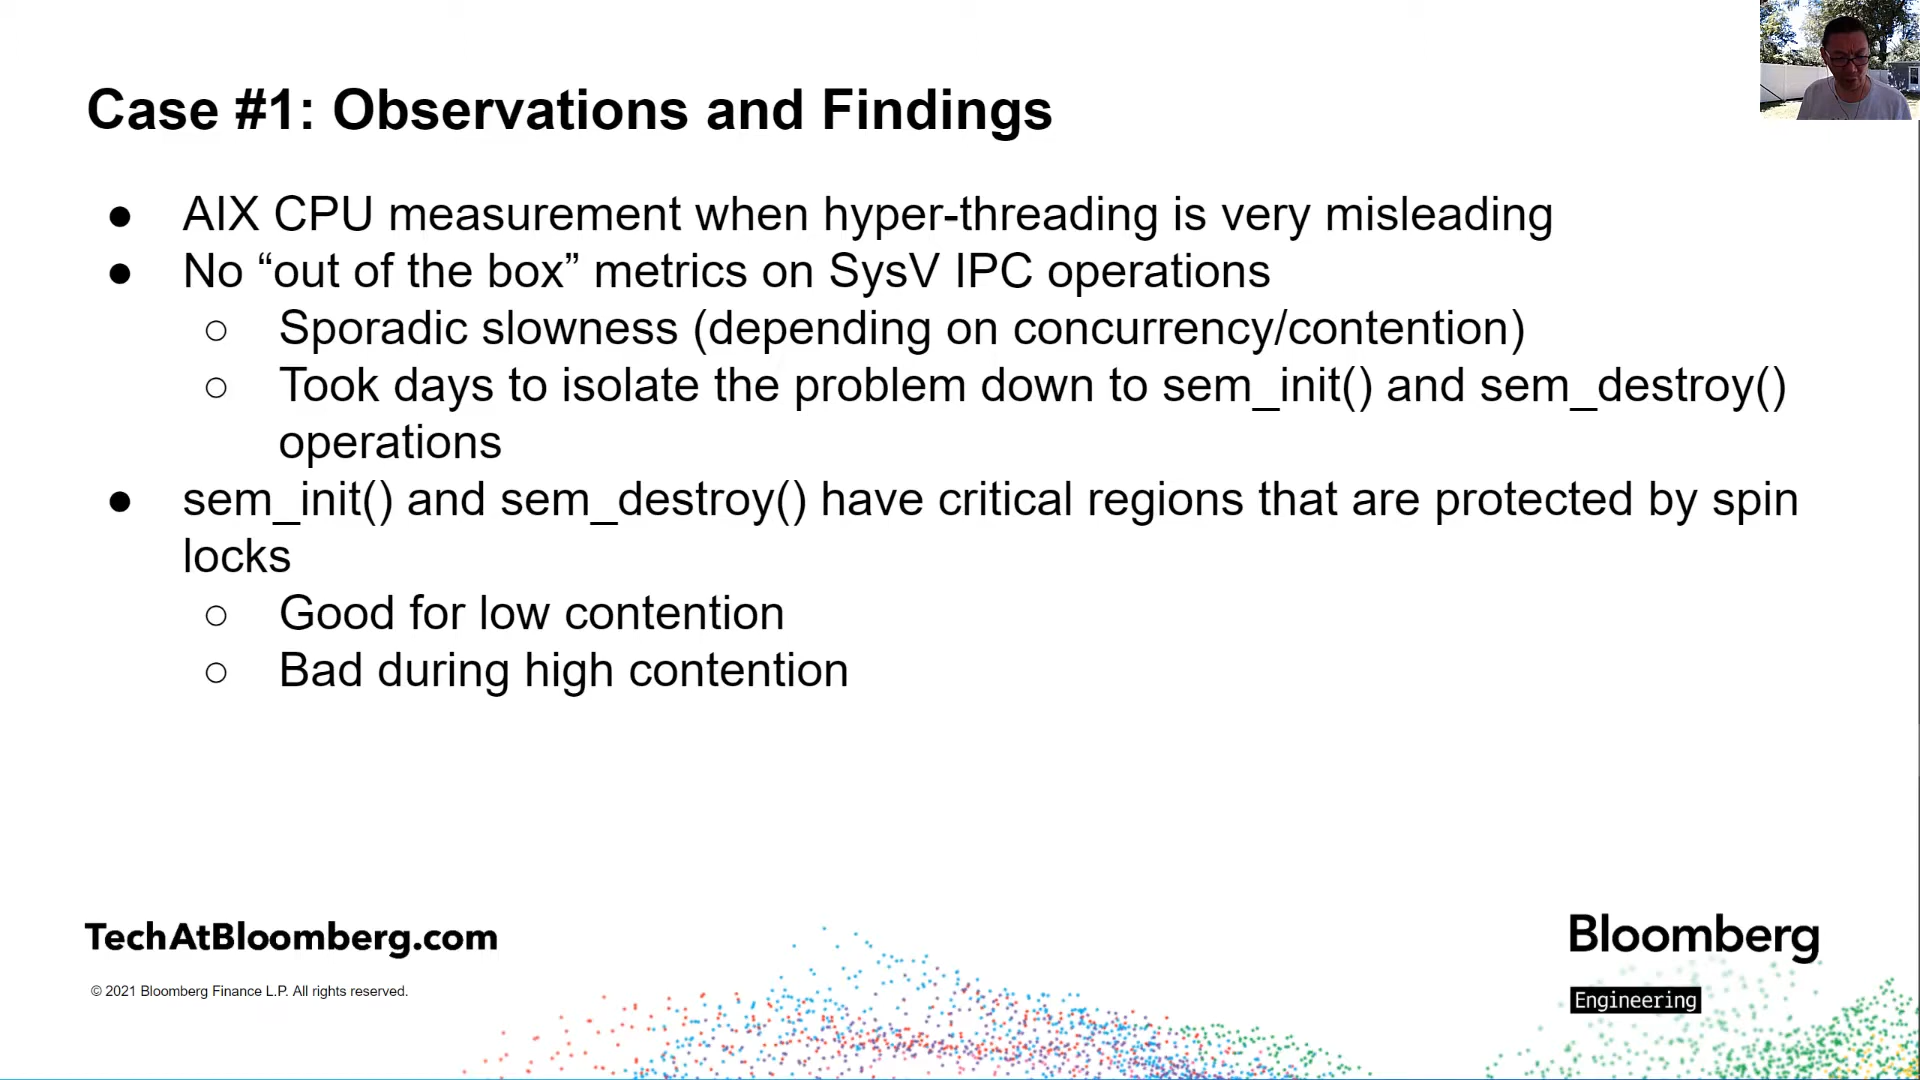 Case #1: Observations and Findings
● AIX CPU measurement when hyper-threading is very misleading
● No “out of the box” metrics on SysV IPC operations
○ Sporadic slowness (depending on concurrency/contention)
○ Took days to isolate the problem down to sem_init() and sem_destroy()
operations
● sem_init() and sem_destroy() have critical regions that are protected by spin
locks
○ Good for low contention
○ Bad during high contention
TechAtBloomberg.com
© 2021 Bloomberg Finance L.P. All rights reserved.
Bloomberg
Engineering